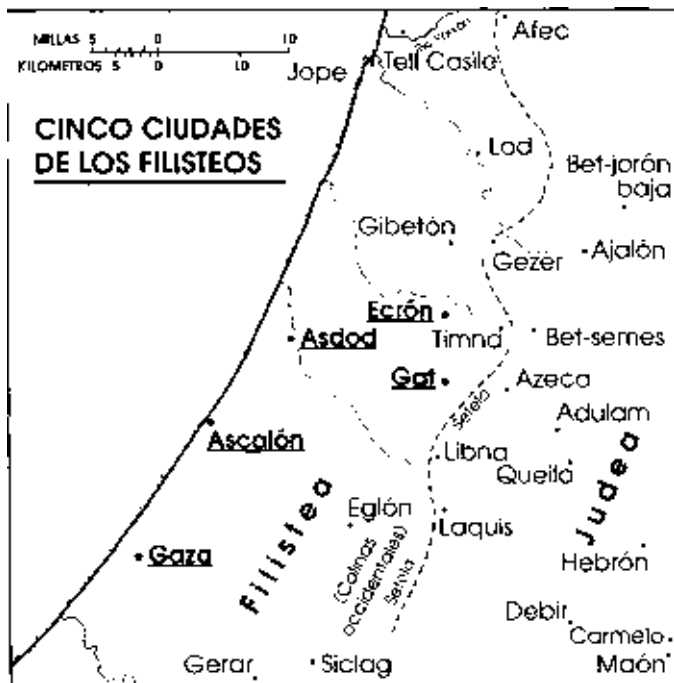 MILLAS 5 0 10
KILOMETROS 5 0 10
CINCO CIUDADES
DE LOS FILISTEOS
Afec
Jope
Tell Casile
Lod
Bet-jorán
baja
Gibetón
Gezer
Ajalón
Ecrón
Asdod
Timna
Bet-semes
Gat
Azeca
Sefela
Adulam
Ascalón
Libna
Queila
Judea
Filistea
Eglón
Laquis
(Colinas
occidentales)
Sefela
Gaza
Hebrón
Debir
Carmelo
Maón
Gerar
Siclag